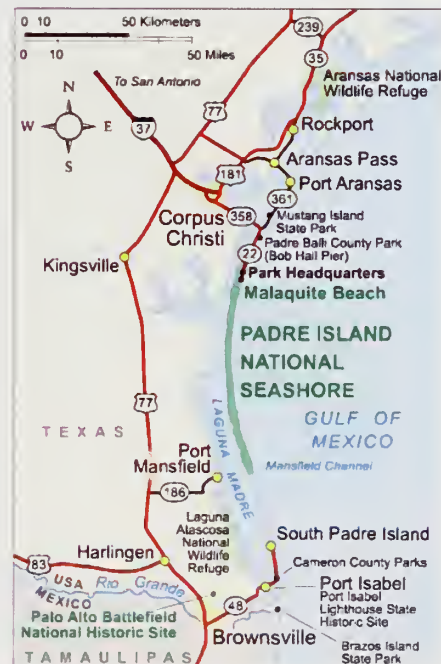 0 10 50 Kilometers
0 10 50 Miles
To San Antonio
N
W E
S
239
35
Aransas National
Wildlife Refuge
77
37
Rockport
181
Aransas Pass
Port Aransas
361
Corpus
Christi
358
Mustang Island
State Park
Padre Balli County Park
(Bob Hall Pier)
22
Kingsville
Park Headquarters
Malaquite Beach
PADRE ISLAND
NATIONAL
SEASHORE
77
LAGUNA MADRE
GULF OF
MEXICO
TEXAS
Port
Mansfield
Mansfield Channel
186
Laguna
Atascosa
National
Wildlife
Refuge
South Padre Island
Harlingen
83
Cameron County Parks
USA
MEXICO
Rio Grande
Port Isabel
Port Isabel
Lighthouse State
Historic Site
48
Palo Alto Battlefield
National Historic Site
Brownsville
Brazos Island
State Park
TAMAULIPAS